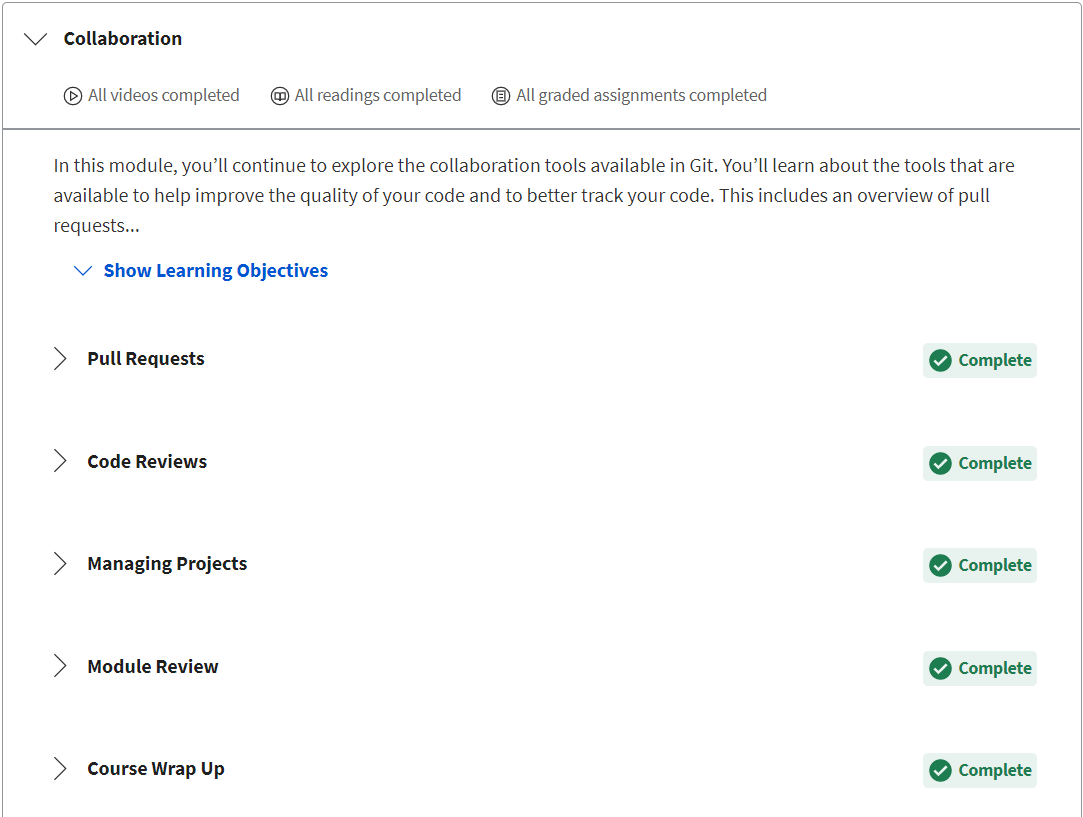 Collaboration
All videos completed All readings completed All graded assignments completed
In this module, you’ll continue to explore the collaboration tools available in Git. You’ll learn about the tools that are
available to help improve the quality of your code and to better track your code. This includes an overview of pull
requests...
Show Learning Objectives
Pull Requests Complete
Code Reviews Complete
Managing Projects Complete
Module Review Complete
Course Wrap Up Complete